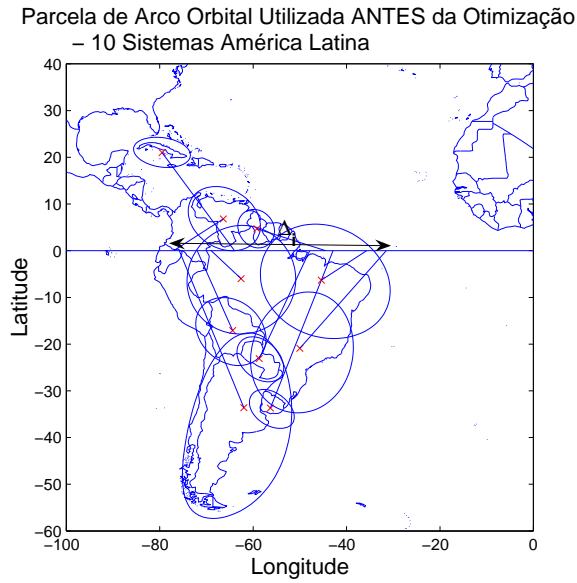 Parcela de Arco Orbital Utilizada ANTES da Otimização
– 10 Sistemas América Latina
40
30
20
10
0
−10
−20
−30
−40
−50
−60
Latitude
Δi
−100 −80 −60 −40 −20 0
Longitude